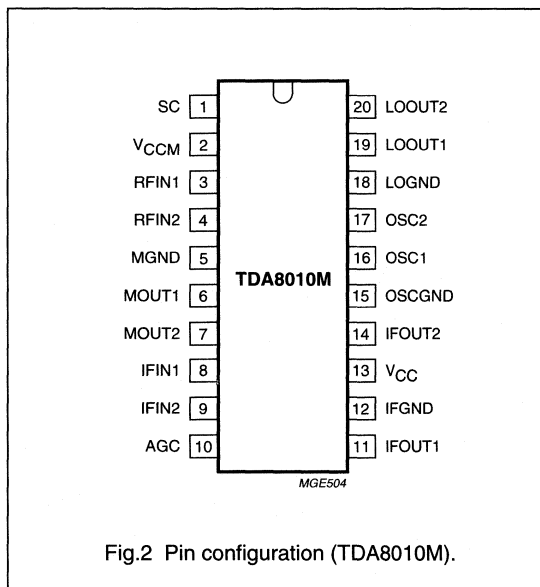 SC 1 20 LOOUT2
VCCM 2 19 LOOUT1
RFIN1 3 18 LOGND
RFIN2 4 17 OSC2
MGND 5 16 OSC1
TDA8010M
MOUT1 6 15 OSCGND
MOUT2 7 14 IFOUT2
IFIN1 8 13 VCC
IFIN2 9 12 IFGND
AGC 10 11 IFOUT1
MGE504
Fig.2 Pin configuration (TDA8010M).